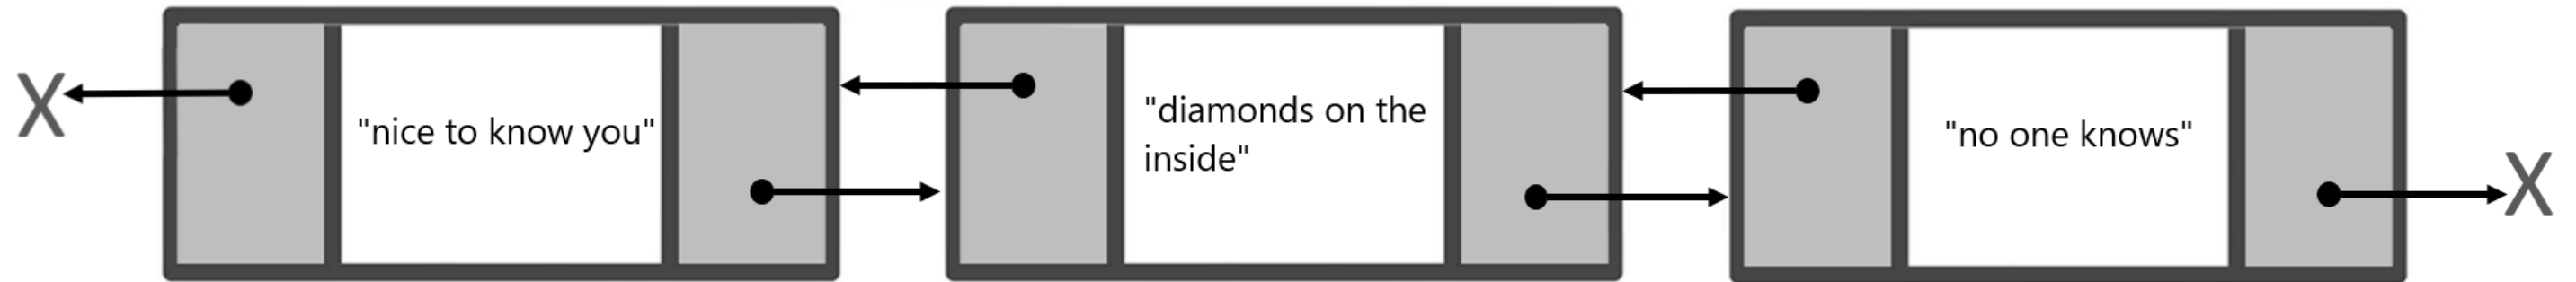 X
"nice to know you"
"diamonds on the
inside"
"no one knows"
X